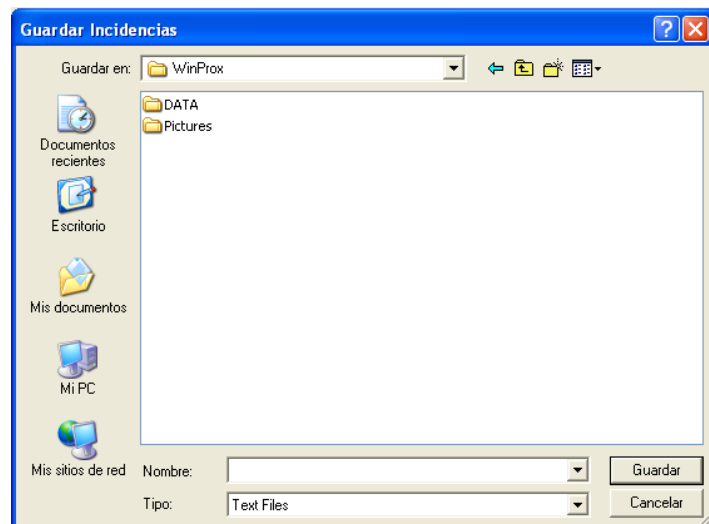 Guardar Incidencias
Guardar en: WinProx
DATA
Pictures
Documentos
recientes
Escritorio
Mis documentos
Mi PC
Mis sitios de red
Nombre:
Guardar
Tipo: Text Files
Cancelar